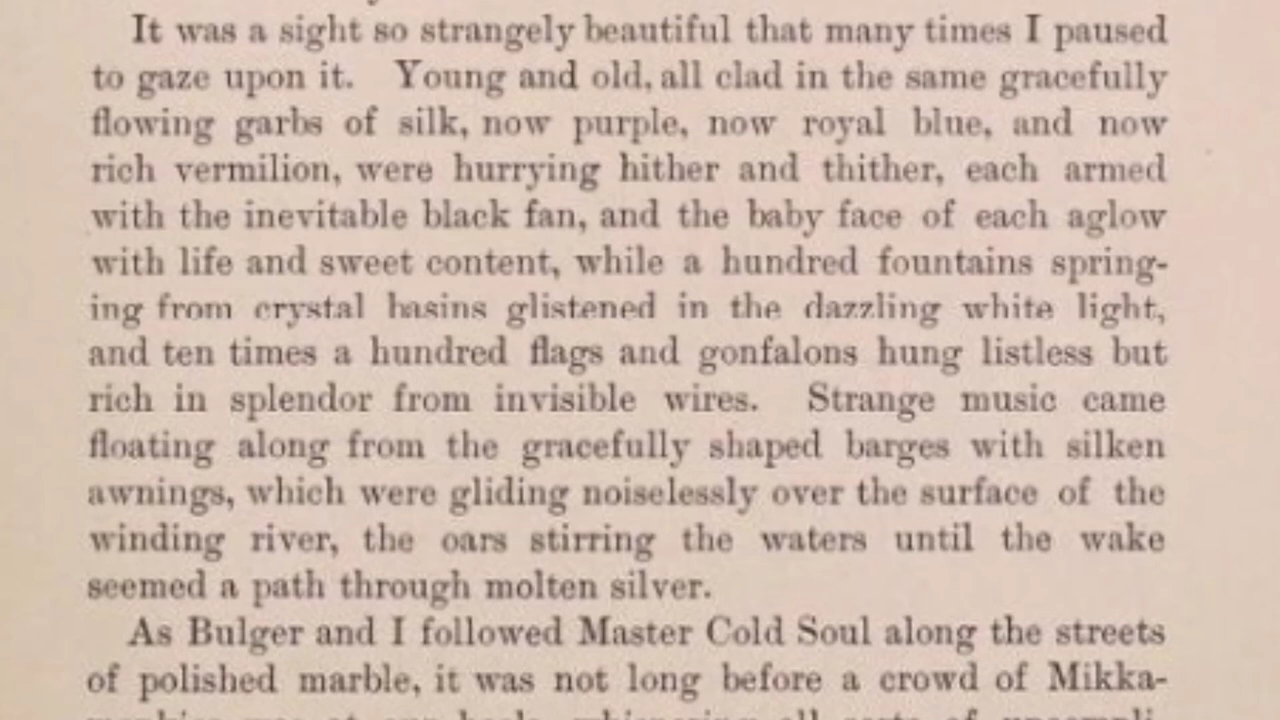 It was a sight so strangely beautiful that many times I paused
to gaze upon it. Young and old, all clad in the same gracefully
flowing garbs of silk, now purple, now royal blue, and now
rich vermilion, were hurrying hither and thither, each armed
with the inevitable black fan, and the baby face of each aglow
with life and sweet content, while a hundred fountains spring-
ing from crystal basins glistened in the dazzling white light,
and ten times a hundred flags and gonfalons hung listless but
rich in splendor from invisible wires. Strange music came
floating along from the gracefully shaped barges with silken
awnings, which were gliding noiselessly over the surface of the
winding river, the oars stirring the waters until the wake
seemed a path through molten silver.
As Bulger and I followed Master Cold Soul along the streets
of polished marble, it was not long before a crowd of Mikka-